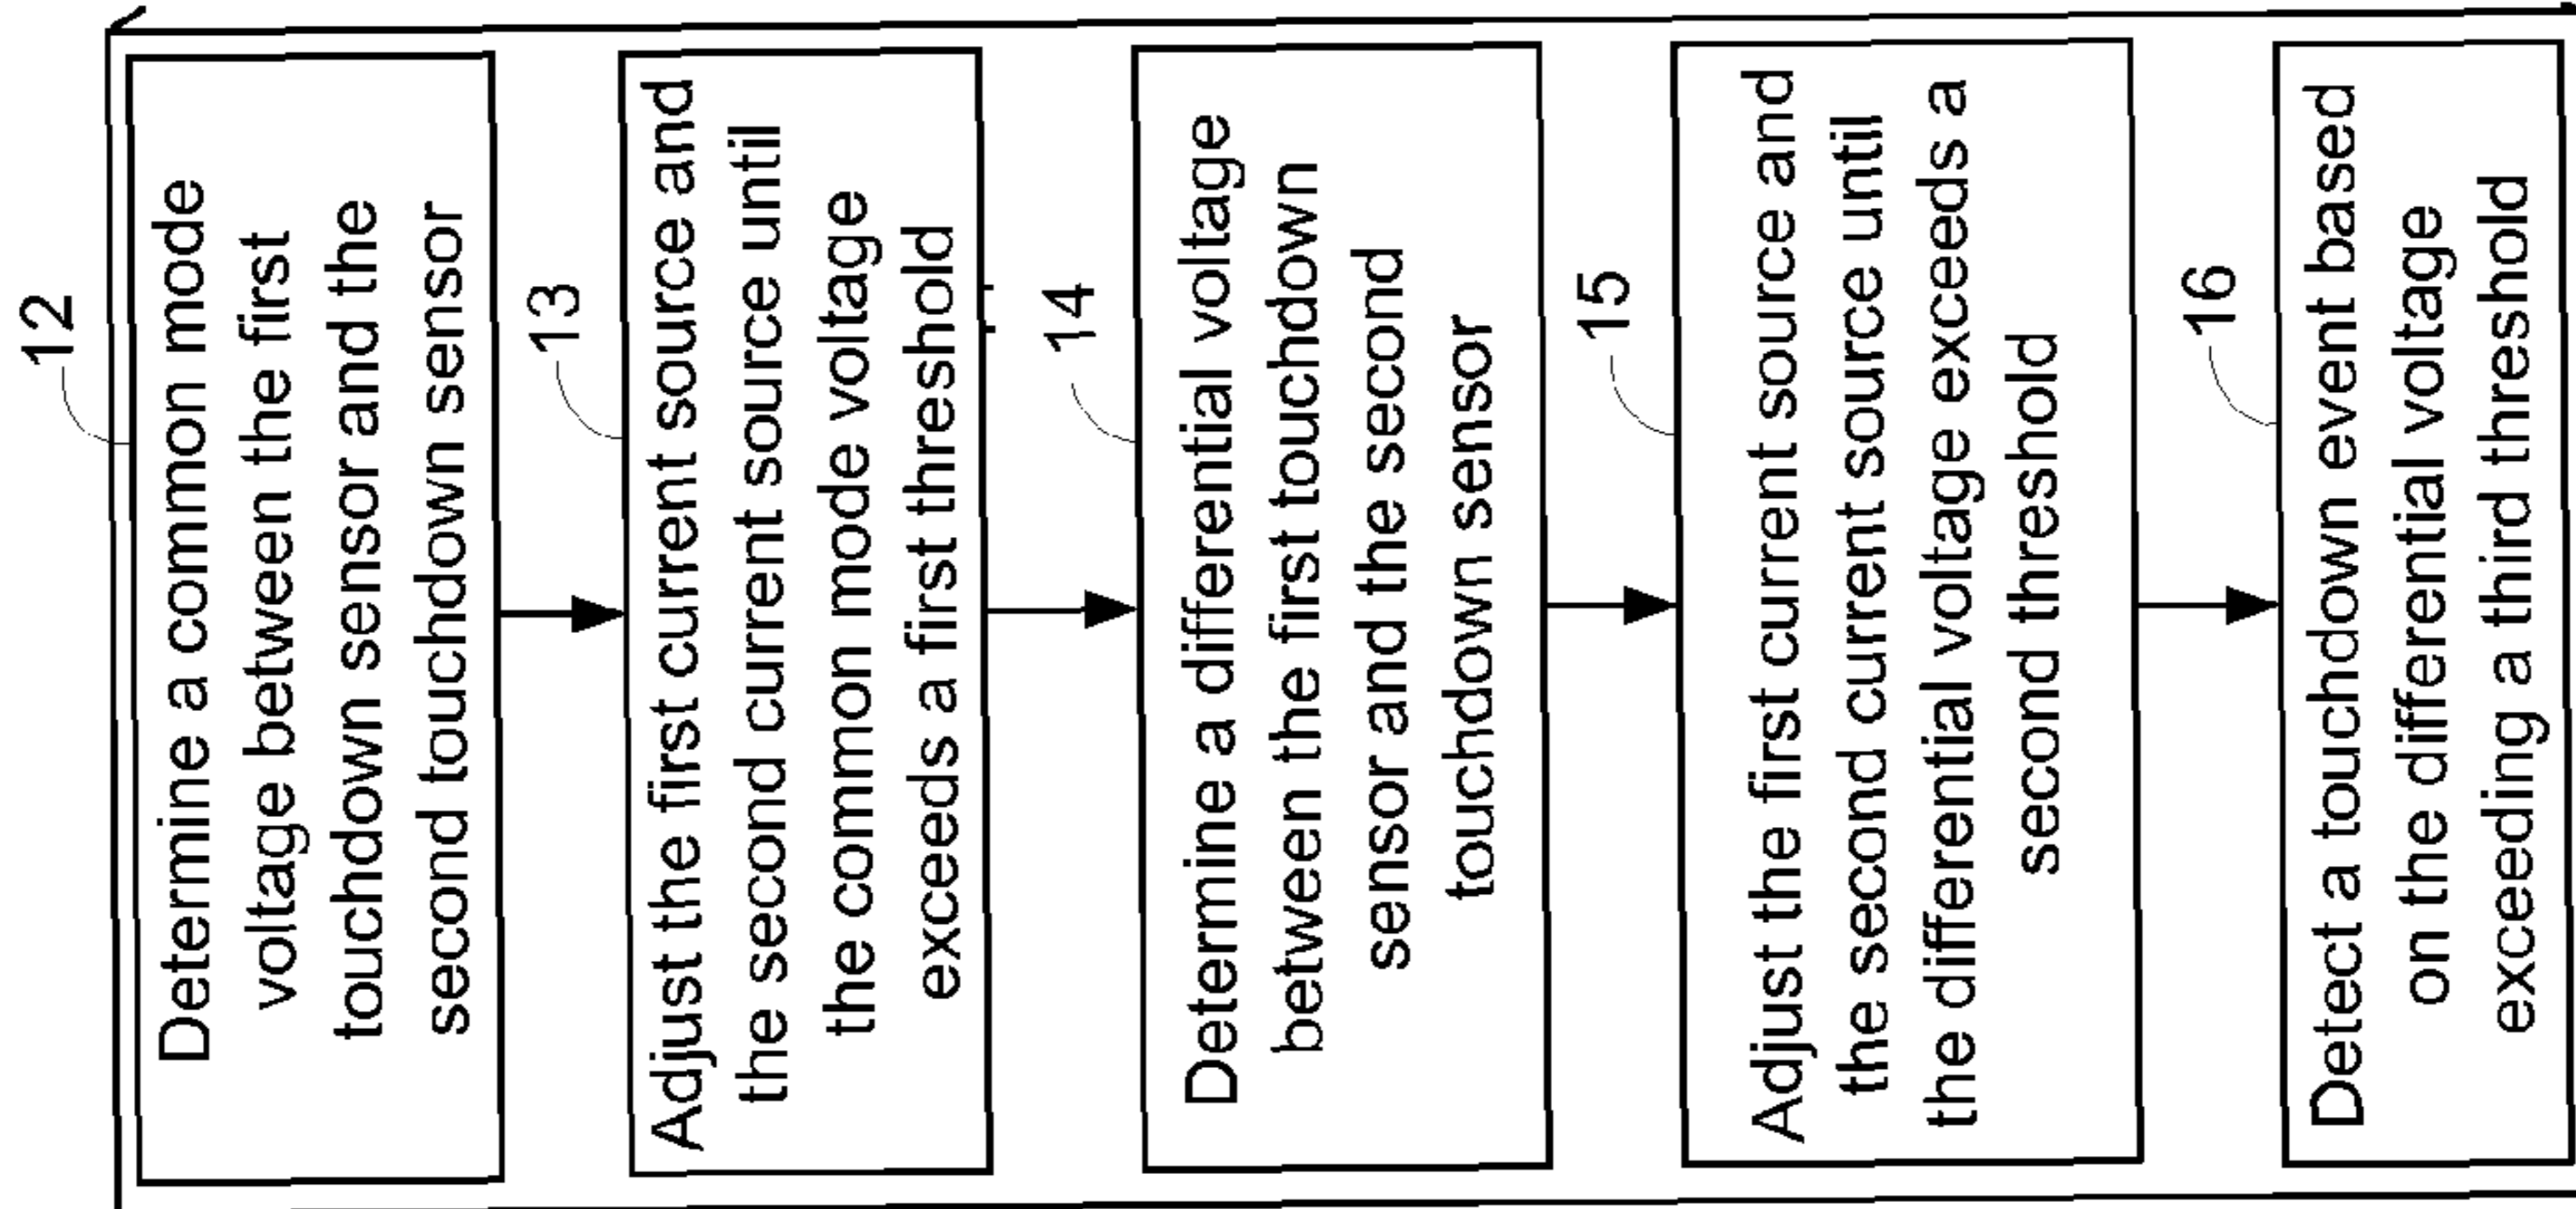 12
Determine a common mode
voltage between the first
touchdown sensor and the
second touchdown sensor
13
Adjust the first current source and
the second current source until
the common mode voltage
exceeds a first threshold
14
Determine a differential voltage
between the first touchdown
sensor and the second
touchdown sensor
15
Adjust the first current source and
the second current source until
the differential voltage exceeds a
second threshold
16
Detect a touchdown event based
on the differential voltage
exceeding a third threshold